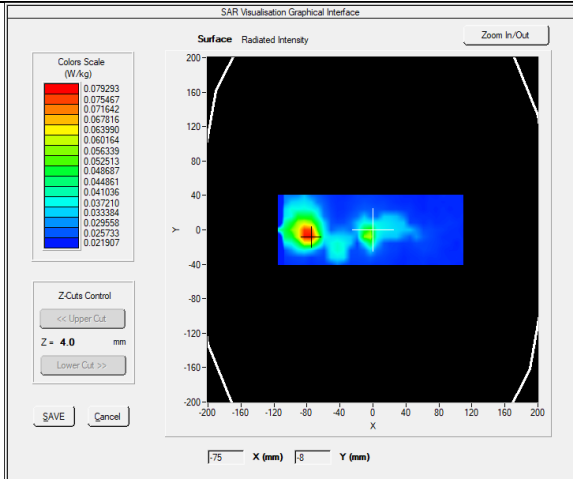 SAR Visualisation Graphical Interface
Surface Radiated Intensity
Zoom In/Out
Colors Scale
(W/kg)
0.079293
0.075467
0.071642
0.067816
0.063990
0.060164
0.056339
0.052513
0.048687
0.044861
0.041036
0.037210
0.033384
0.029558
0.025733
0.021907
Z-Cuts Control
<< Upper Cut
Z = 4.0 mm
Lower Cut >>
SAVE Cancel
200
160
120
80
40
0
-40
-80
-120
-160
-200
Y
-200 -160 -120 -80 -40 0 40 80 120 160 200
X
-75 X (mm) -8 Y (mm)